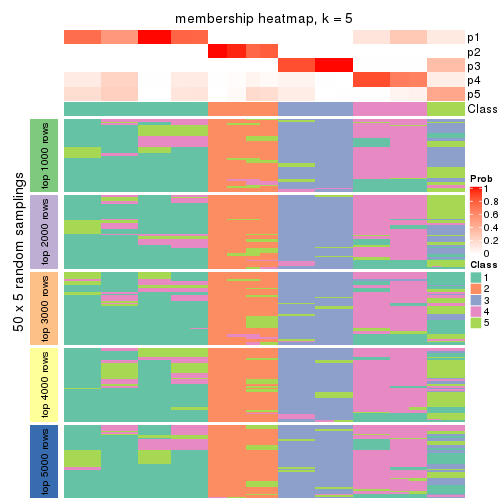 membership heatmap, k = 5
p1
p2
p3
p4
p5
Class
50 x 5 random samplings
top 1000 rows
top 2000 rows
top 3000 rows
top 4000 rows
top 5000 rows
Prob
1
0.8
0.6
0.4
0.2
0
Class
1
2
3
4
5